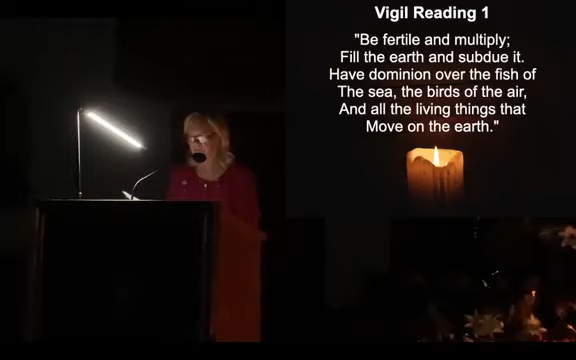 Vigil Reading 1
"Be fertile and multiply;
Fill the earth and subdue it.
Have dominion over the fish of
The sea, the birds of the air,
And all the living things that
Move on the earth."